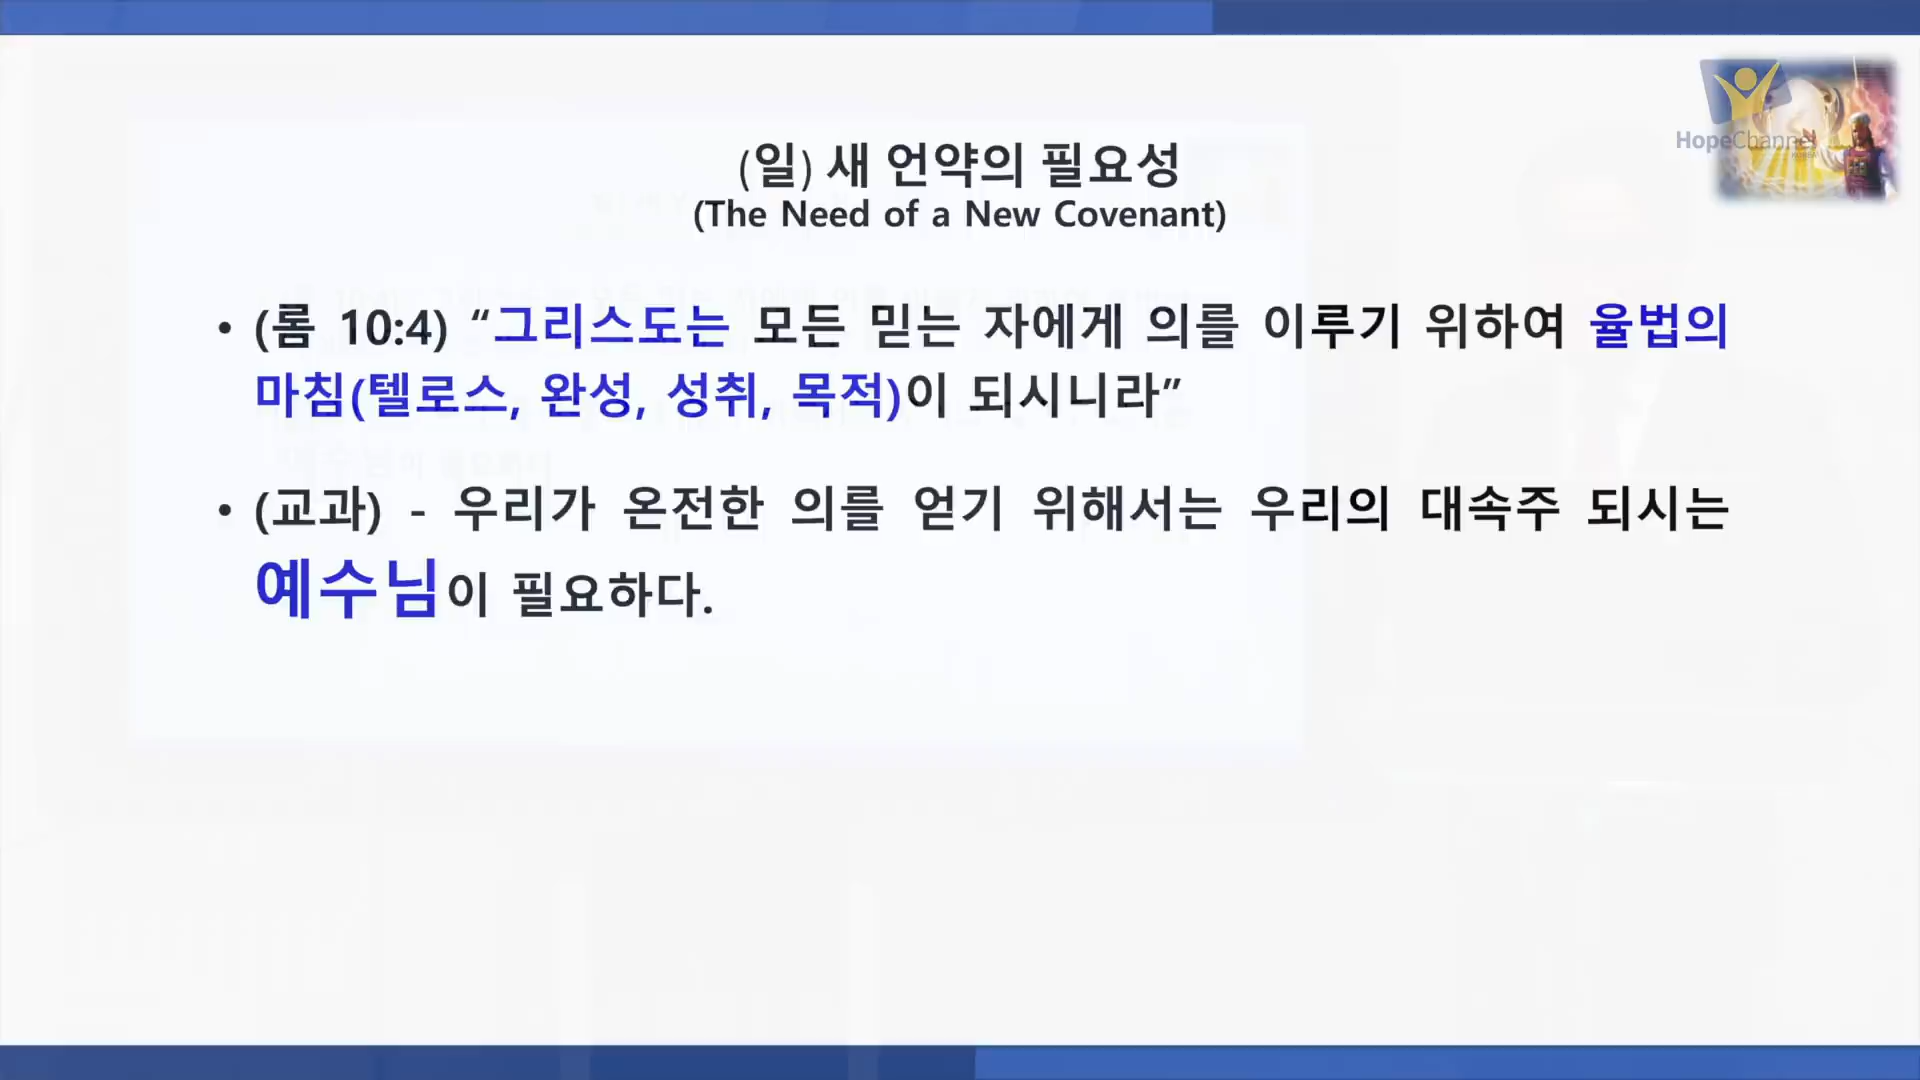 HopeChannel
(일) 새 언약의 필요성
(The Need of a New Covenant)
• (롬 10:4) “그리스도는 모든 믿는 자에게 의를 이루기 위하여 율법의
마침(텔로스, 완성, 성취, 목적)이 되시니라”
• (교과) - 우리가 온전한 의를 얻기 위해서는 우리의 대속주 되시는
예수님이 필요하다.